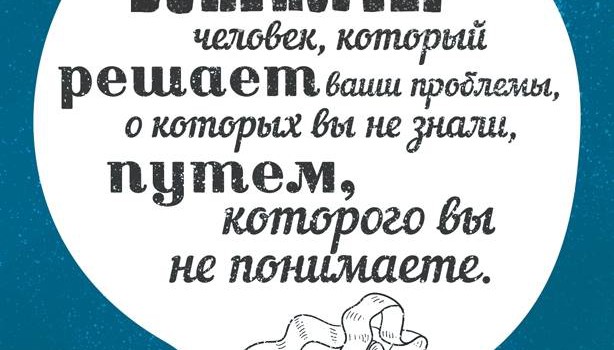 человек, который
решает ваши проблемы,
о которых вы не знали,
путем,
которого вы
не понимаете.